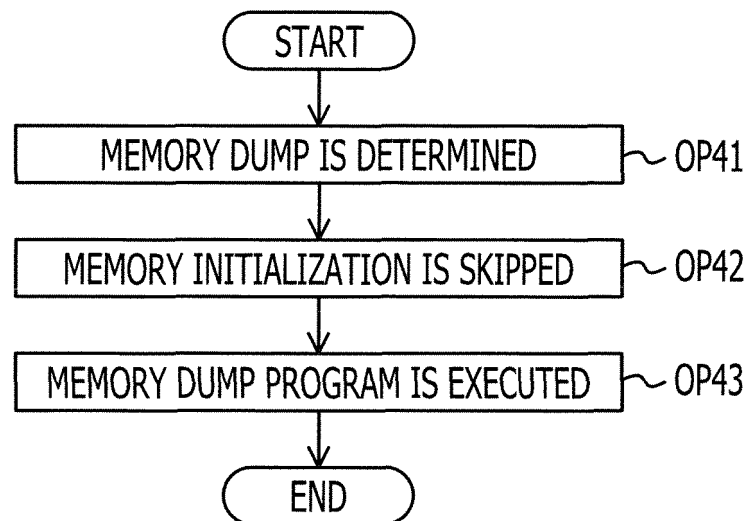 START
MEMORY DUMP IS DETERMINED
OP41
MEMORY INITIALIZATION IS SKIPPED
OP42
MEMORY DUMP PROGRAM IS EXECUTED
OP43
END